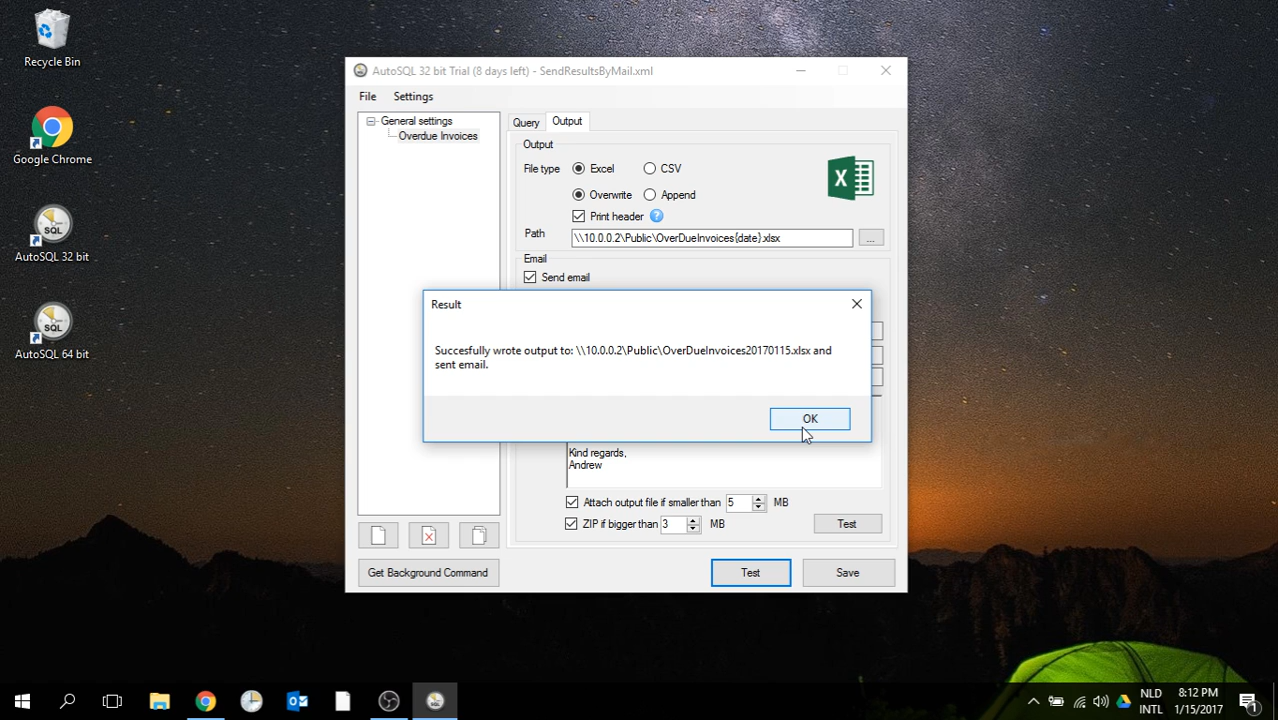 Recycle Bin
Google Chrome
AutoSQL 32 bit
SQL
AutoSQL 64 bit
AutoSQL 32 bit Trial (8 days left) - SendResultsByMail.xml
File Settings
General settings
Overdue Invoices
Query Output
Output
File type Excel CSV
Overwrite Append
Print header ?
X
Path \\10.0.0.2\Public\OverDueInvoices{date}.xlsx ...
Email
Send email
Result
Succesfully wrote output to: \\10.0.0.2\Public\OverDueInvoices20170115.xlsx and
sent email.
OK
Kind regards,
Andrew
Attach output file if smaller than 5 MB
ZIP if bigger than 3 MB Test
Get Background Command Test Save
NLD 8:12 PM
INTL 1/15/2017
1